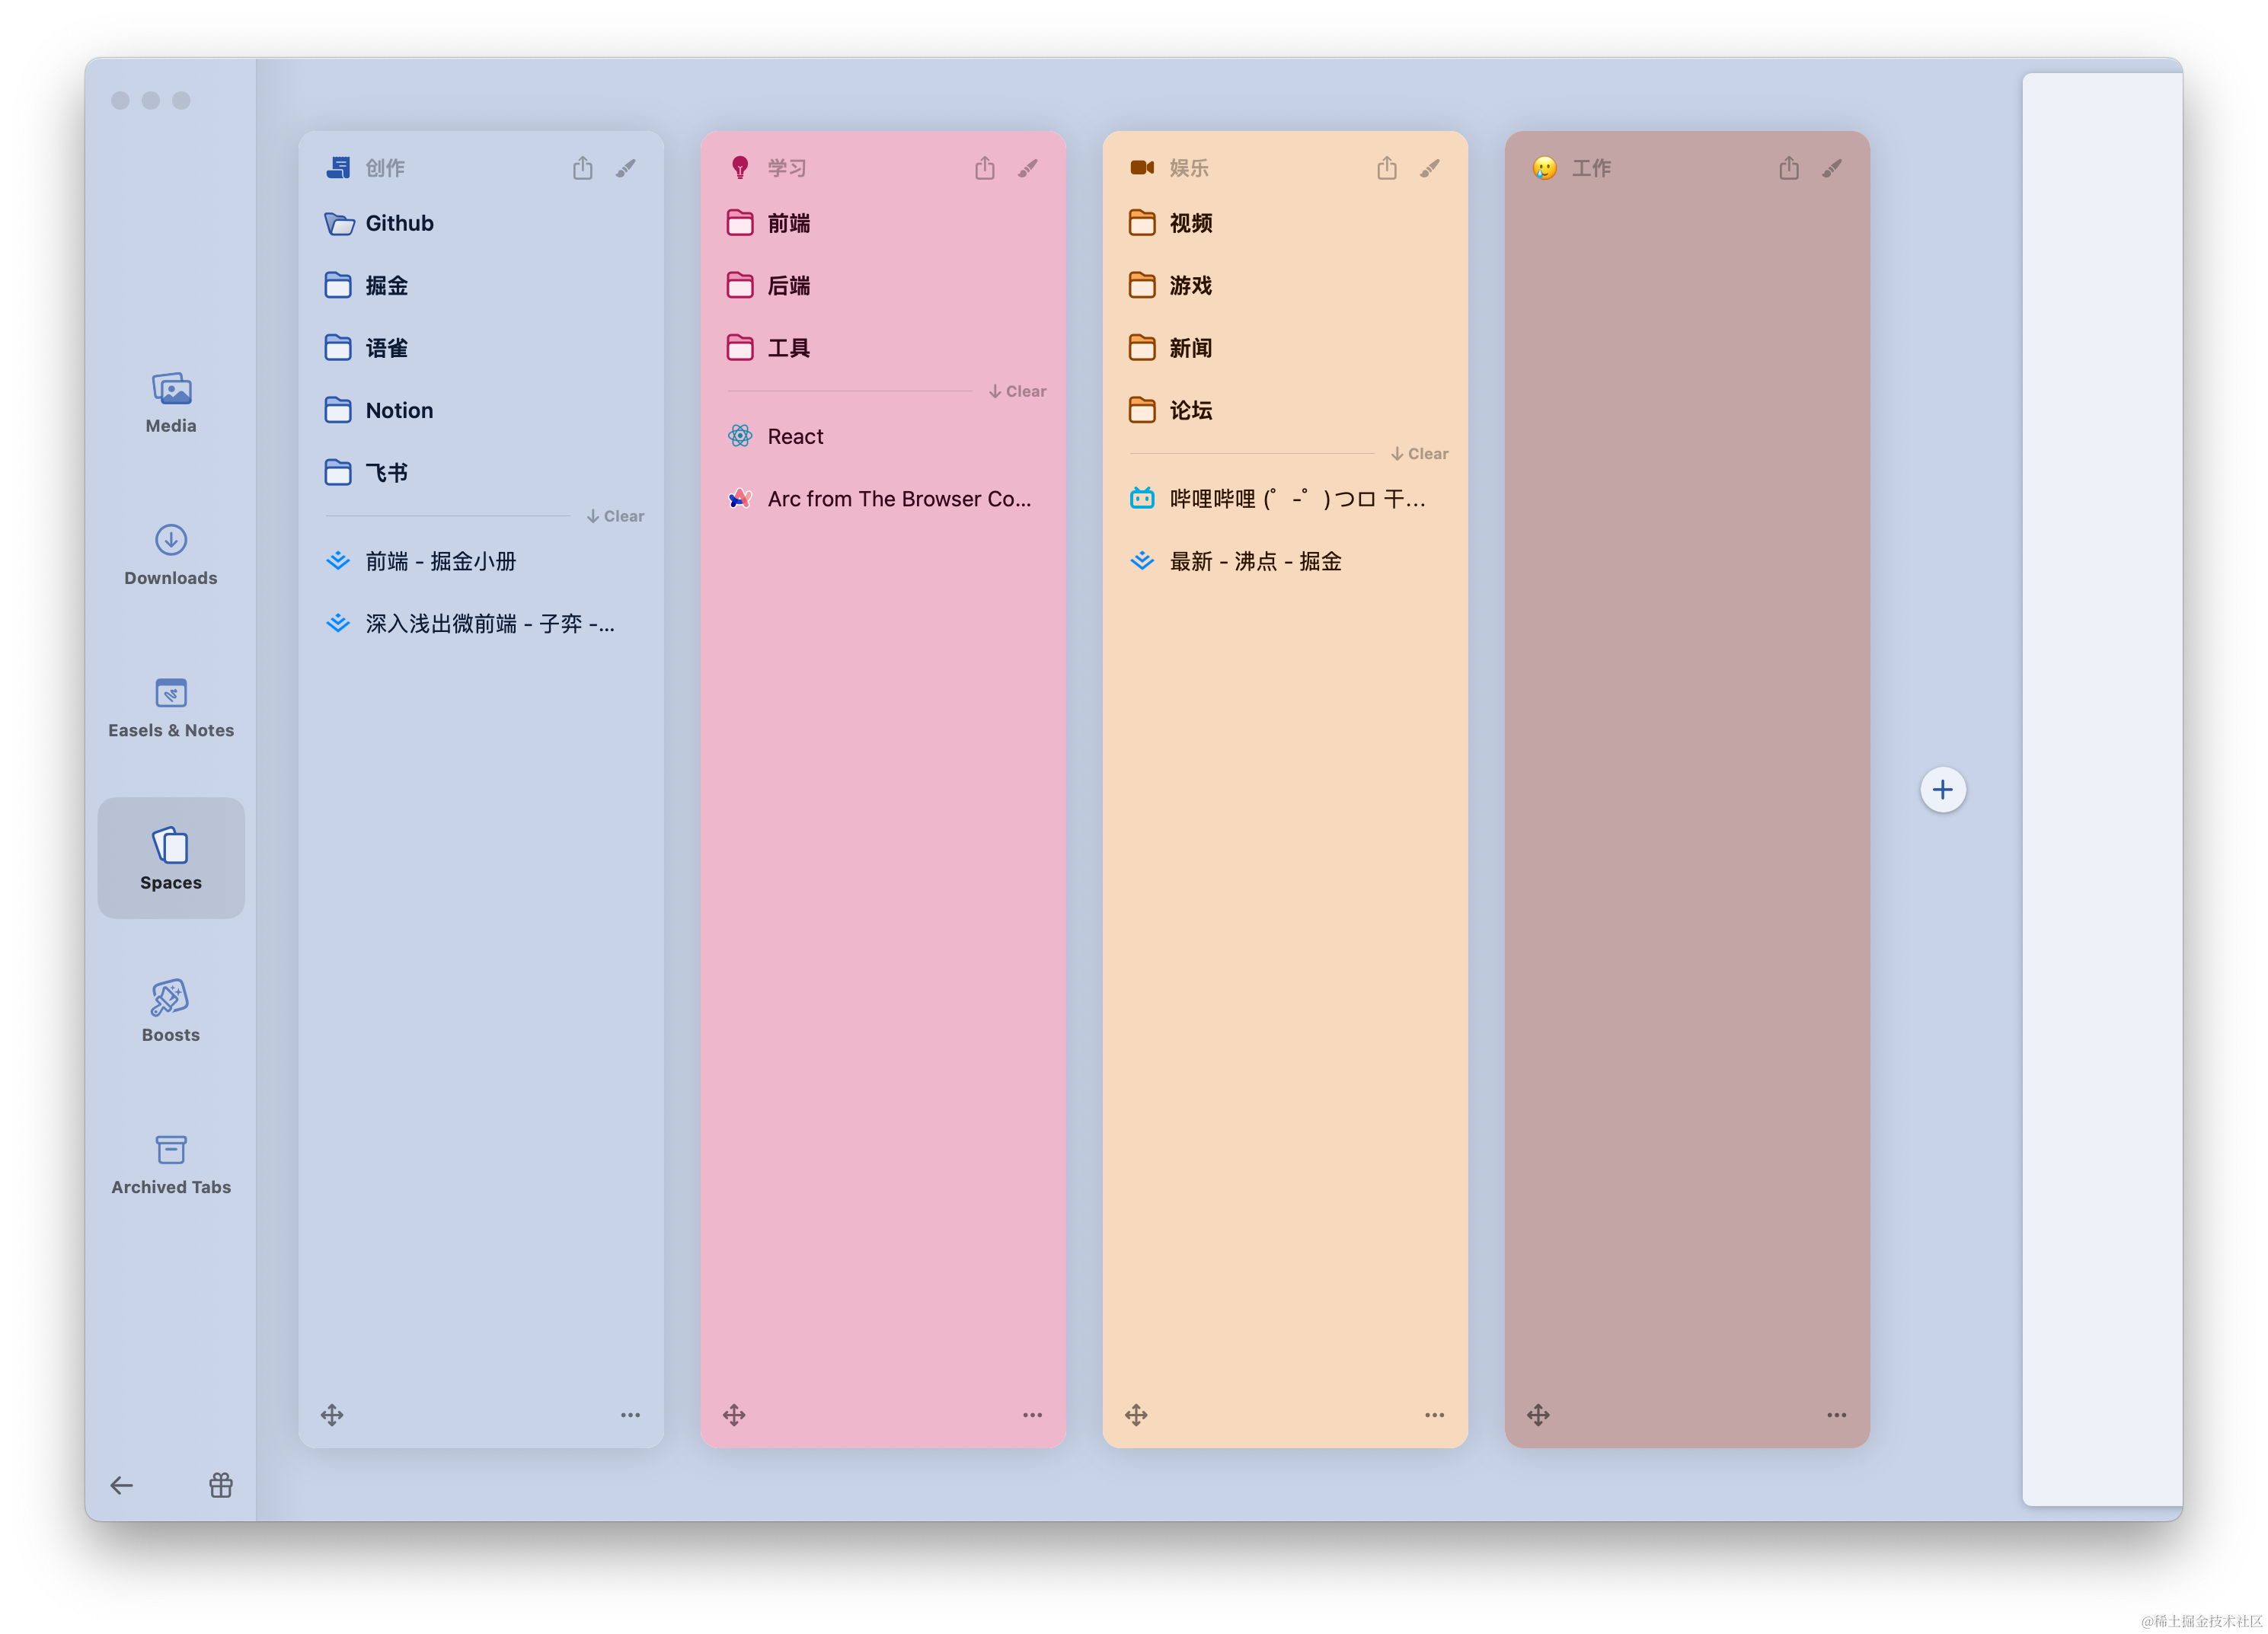 Media
Downloads
Easels & Notes
Spaces
Boosts
Archived Tabs
创作
Github
掘金
语雀
Notion
飞书
Clear
前端 - 掘金小册
深入浅出微前端 - 子弈 -...
学习
前端
后端
工具
Clear
React
Arc from The Browser Co...
娱乐
视频
游戏
新闻
论坛
Clear
哔哩哔哩 (゜-゜)つロ 干...
最新 - 沸点 - 掘金
工作
@稀土掘金技术社区